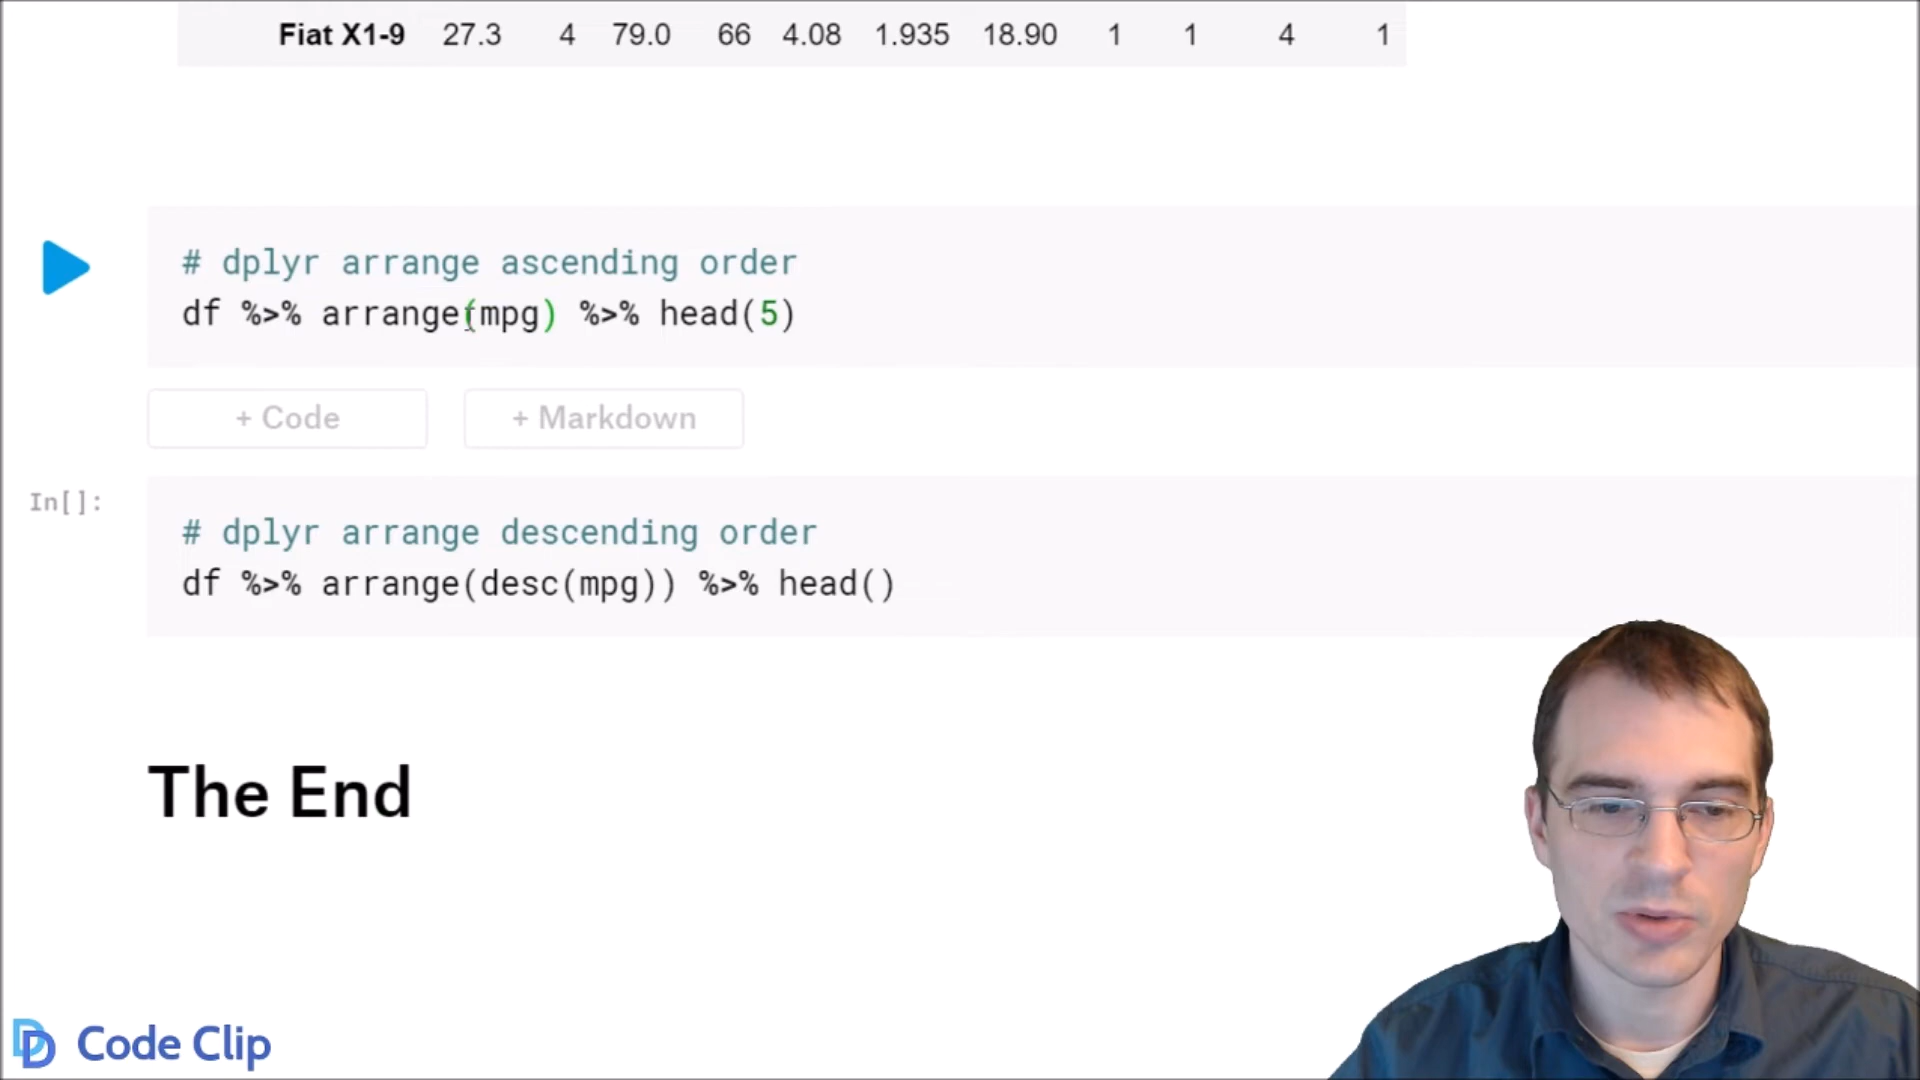 Fiat X1-9 27.3 4 79.0 66 4.08 1.935 18.90 1 1 4 1
# dplyr arrange ascending order
df %>% arrange(mpg) %>% head(5)
+ Code + Markdown
In[]:
# dplyr arrange descending order
df %>% arrange(desc(mpg)) %>% head()
The End
Code Clip